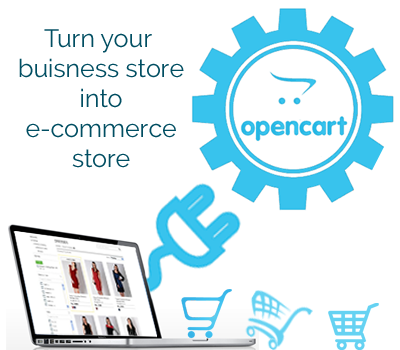 Turn your
buisness store
into
e-commerce
store
opencart